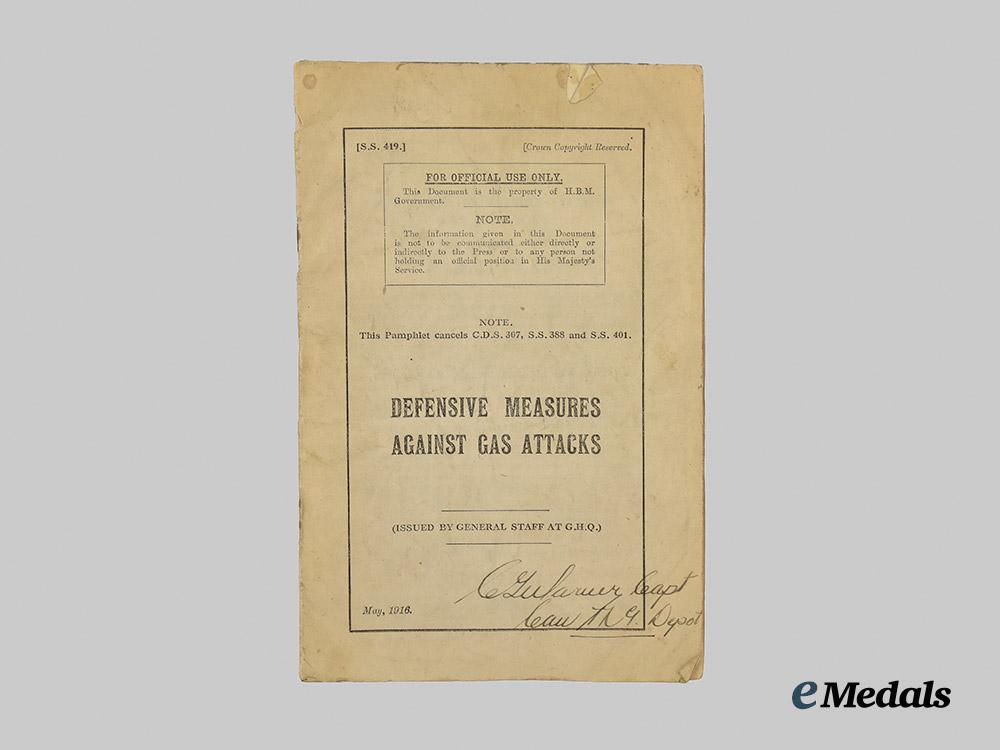 [S.S. 419.] [Crown Copyright Reserved.
FOR OFFICIAL USE ONLY.
This Document is the property of H.B.M.
Government.
NOTE.
The information given in this Document
is not to be communicated either directly or
indirectly to the Press or to any person not
holding an official position in His Majesty's
Service.
NOTE.
This Pamphlet cancels C.D.S. 307, S.S. 388 and S.S. 401.
DEFENSIVE MEASURES
AGAINST GAS ATTACKS
(ISSUED BY GENERAL STAFF AT G.H.Q.)
Capt
Can M G Depot
May, 1916.
eMedals